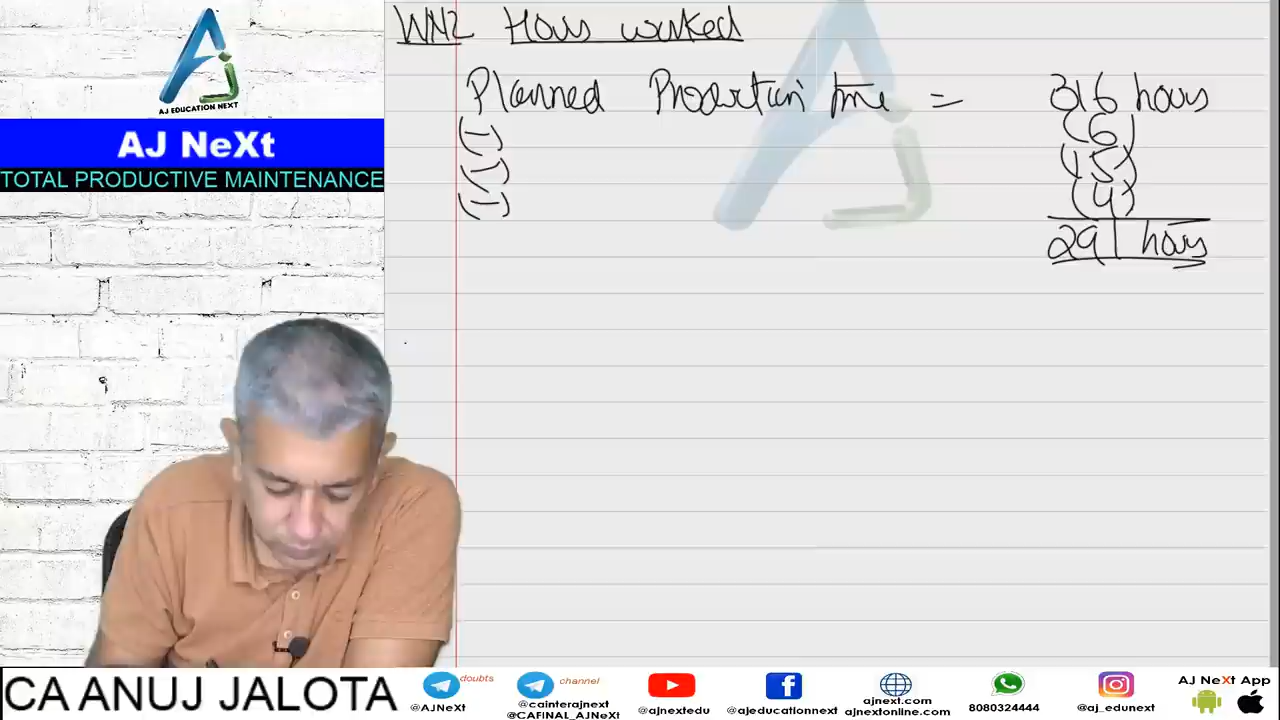 WN2 Hours worked
Planned Production time = 316 hours
(-) (6)
(-) (15)
(-) (4)
291 hours
AJ EDUCATION NEXT
AJ NeXt
TOTAL PRODUCTIVE MAINTENANCE
CA ANUJ JALOTA
doubts
@AJNeXt
channel
@cainterajnext
@CAFINAL_AJNeXt
@ajnextedu
@ajeducationnext
ajnext.com
ajnextonline.com
8080324444
@aj_edunext
AJ NeXt App